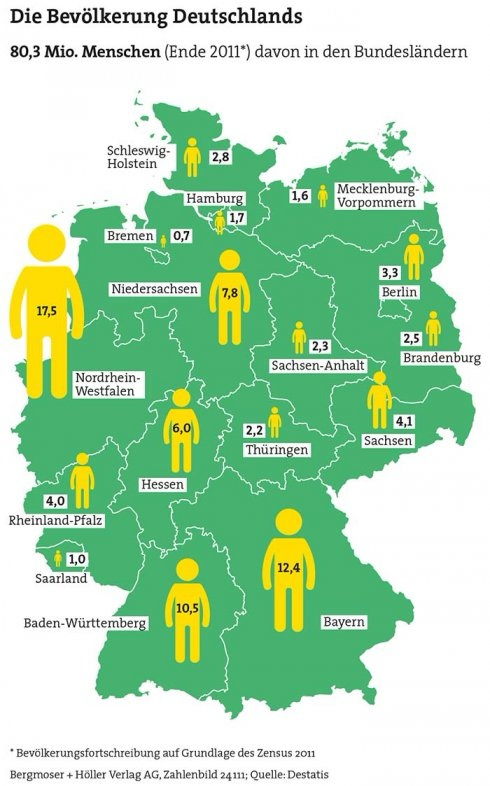 Die Bevölkerung Deutschlands
80,3 Mio. Menschen (Ende 2011*) davon in den Bundesländern
Schleswig-
Holstein
2,8
Mecklenburg-
Vorpommern
1,6
Hamburg
1,7
Bremen
0,7
17,5
Nordrhein-
Westfalen
Niedersachsen
7,8
3,3
Berlin
2,5
Brandenburg
2,3
Sachsen-Anhalt
4,1
Sachsen
6,0
Hessen
2,2
Thüringen
4,0
Rheinland-Pfalz
1,0
Saarland
12,4
Bayern
10,5
Baden-Württemberg
* Bevölkerungsfortschreibung auf Grundlage des Zensus 2011
Bergmoser + Höller Verlag AG, Zahlenbild 24111; Quelle: Destatis